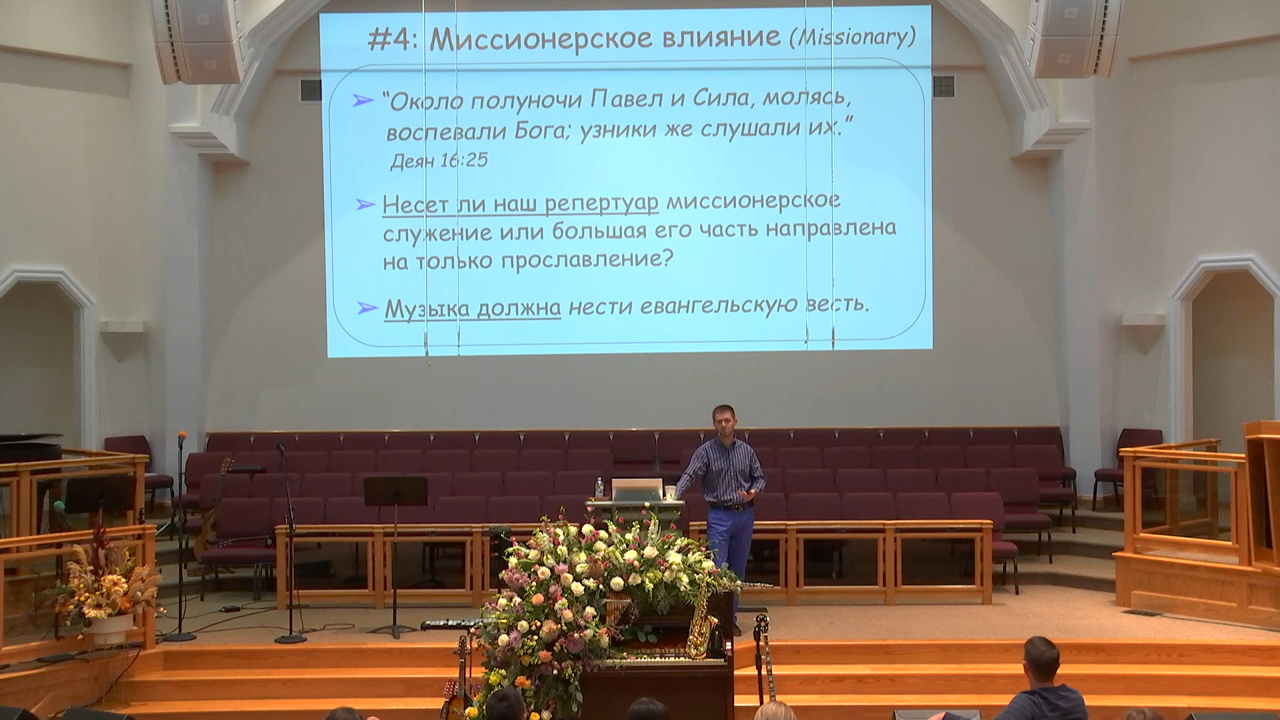 #4: Миссионерское влияние (Missionary)
"Около полуночи Павел и Сила, молясь,
воспевали Бога; узники же слушали их."
Деян 16:25
Несет ли наш репертуар миссионерское
служение или большая его часть направлена
на только прославление?
Музыка должна нести евангельскую весть.